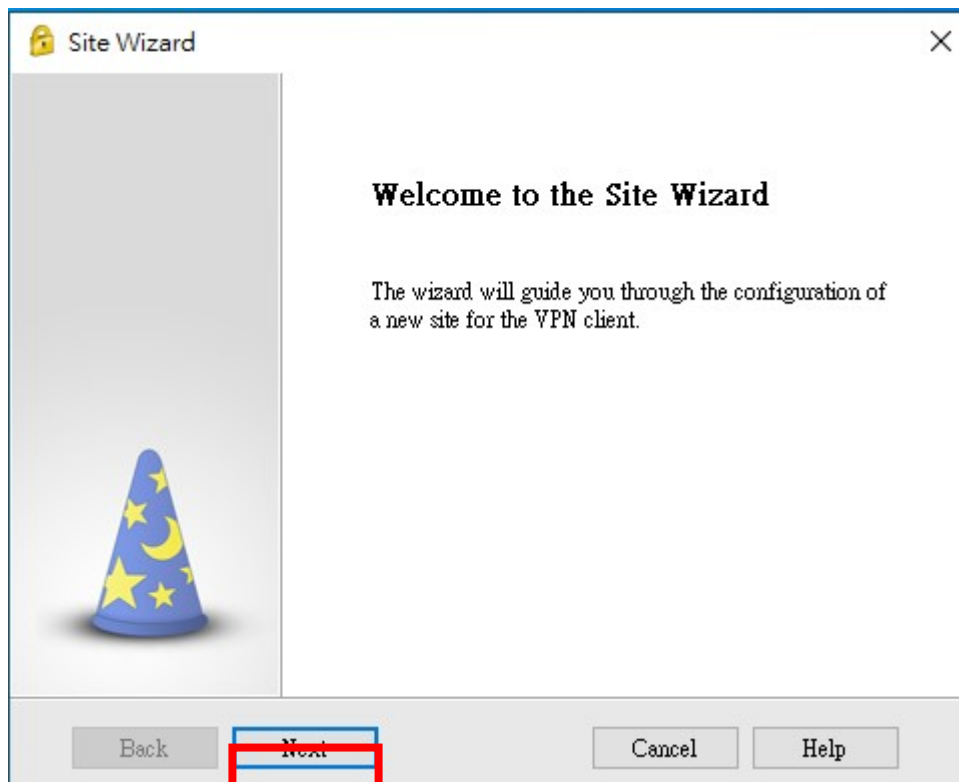 Site Wizard
Welcome to the Site Wizard
The wizard will guide you through the configuration of
a new site for the VPN client.
Back
Next
Cancel
Help